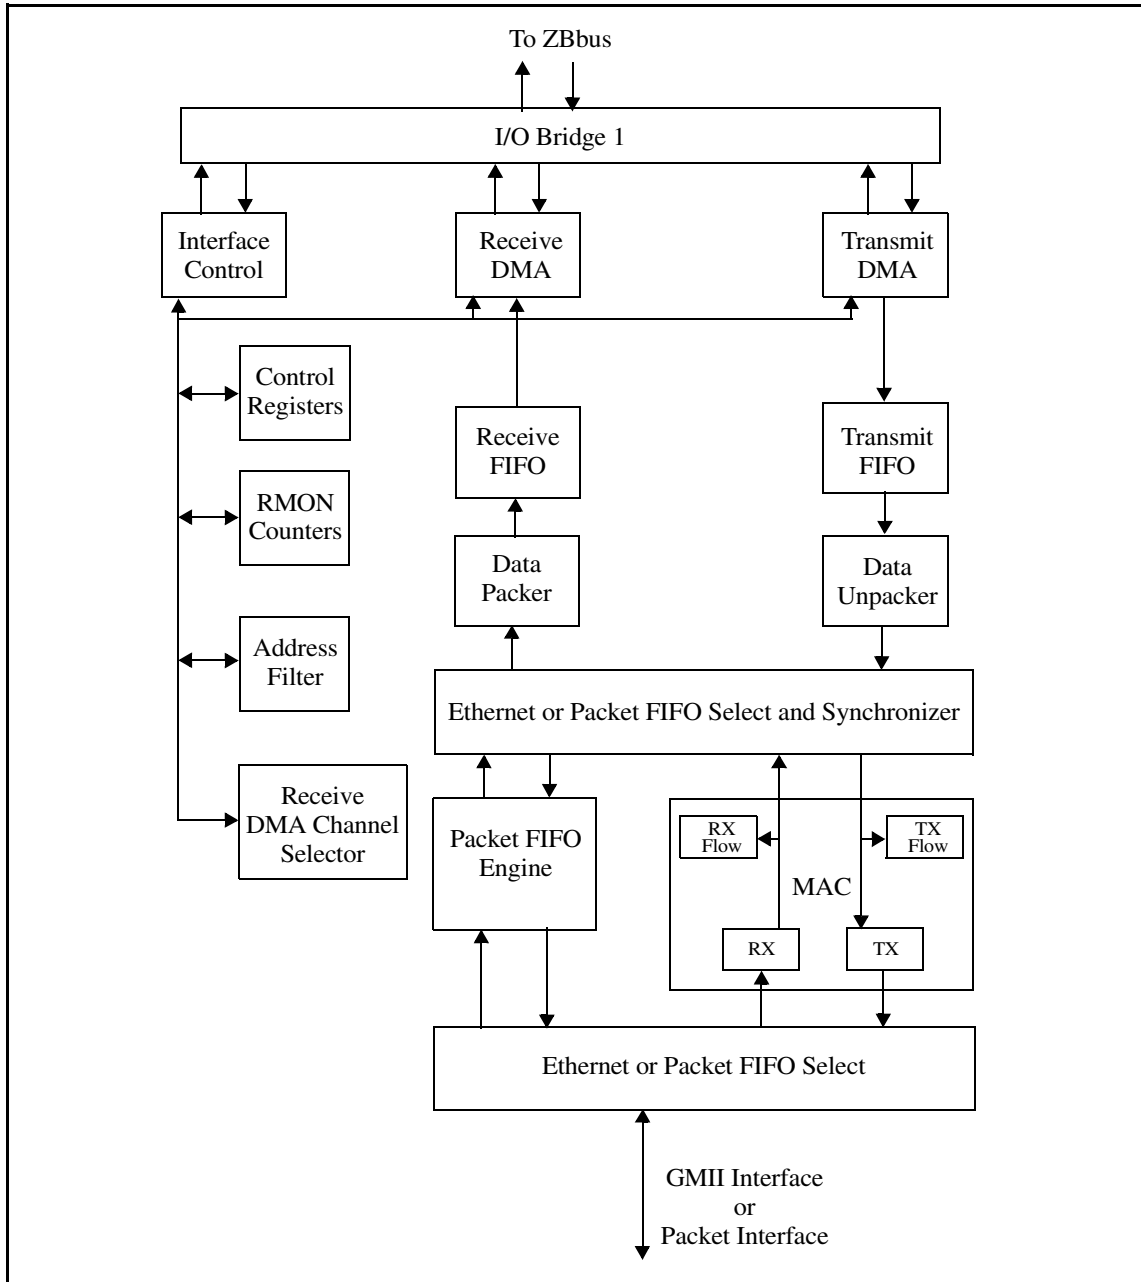 To ZBbus
I/O Bridge 1
Interface
Control
Receive
DMA
Transmit
DMA
Control
Registers
Receive
FIFO
Transmit
FIFO
RMON
Counters
Data
Packer
Data
Unpacker
Address
Filter
Ethernet or Packet FIFO Select and Synchronizer
Receive
DMA Channel
Selector
Packet FIFO
Engine
RX
Flow
TX
Flow
MAC
RX
TX
Ethernet or Packet FIFO Select
GMII Interface
or
Packet Interface